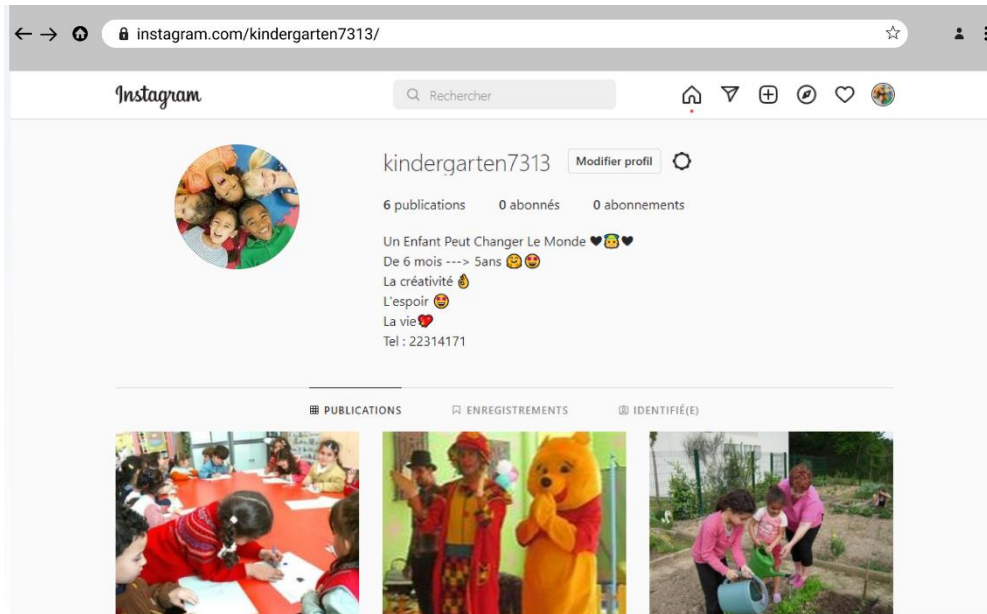 instagram.com/kindergarten7313/
Instagram
Rechercher
kindergarten7313 Modifier profil
6 publications 0 abonnés 0 abonnements
Un Enfant Peut Changer Le Monde 🖤😇🖤
De 6 mois ---> 5ans 🤗🤩
La créativité 👌
L'espoir 🤩
La vie💖
Tel : 22314171
PUBLICATIONS ENREGISTREMENTS IDENTIFIÉ(E)